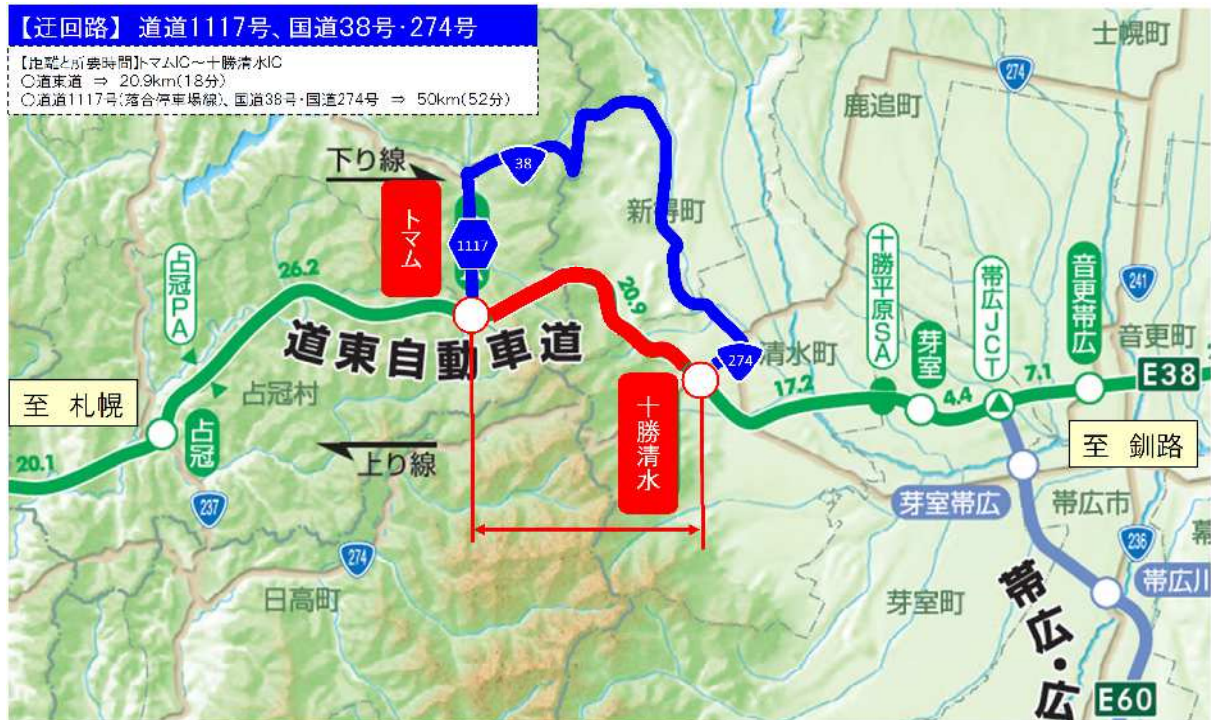 【迂回路】 道道1117号、国道38号・274号
【距離と所要時間】トマムIC～十勝清水IC
○道東道 ⇒ 20.9km(18分)
○道道1117号(落合停車場線)、国道38号・国道274号 ⇒ 50km(52分)
士幌町
274
鹿追町
下り線
38
新得町
トマム
1117
占冠PA
26.2
20.9
十勝平原SA
帯広JCT
音更帯広
241
音更町
道東自動車道
274
清水町
芽室
17.2
4.4
7.1
E38
至 札幌
占冠村
占冠
十勝清水
上り線
至 釧路
20.1
237
芽室帯広
帯広市
幕
274
236
帯広川
日高町
芽室町
帯広・広
E60